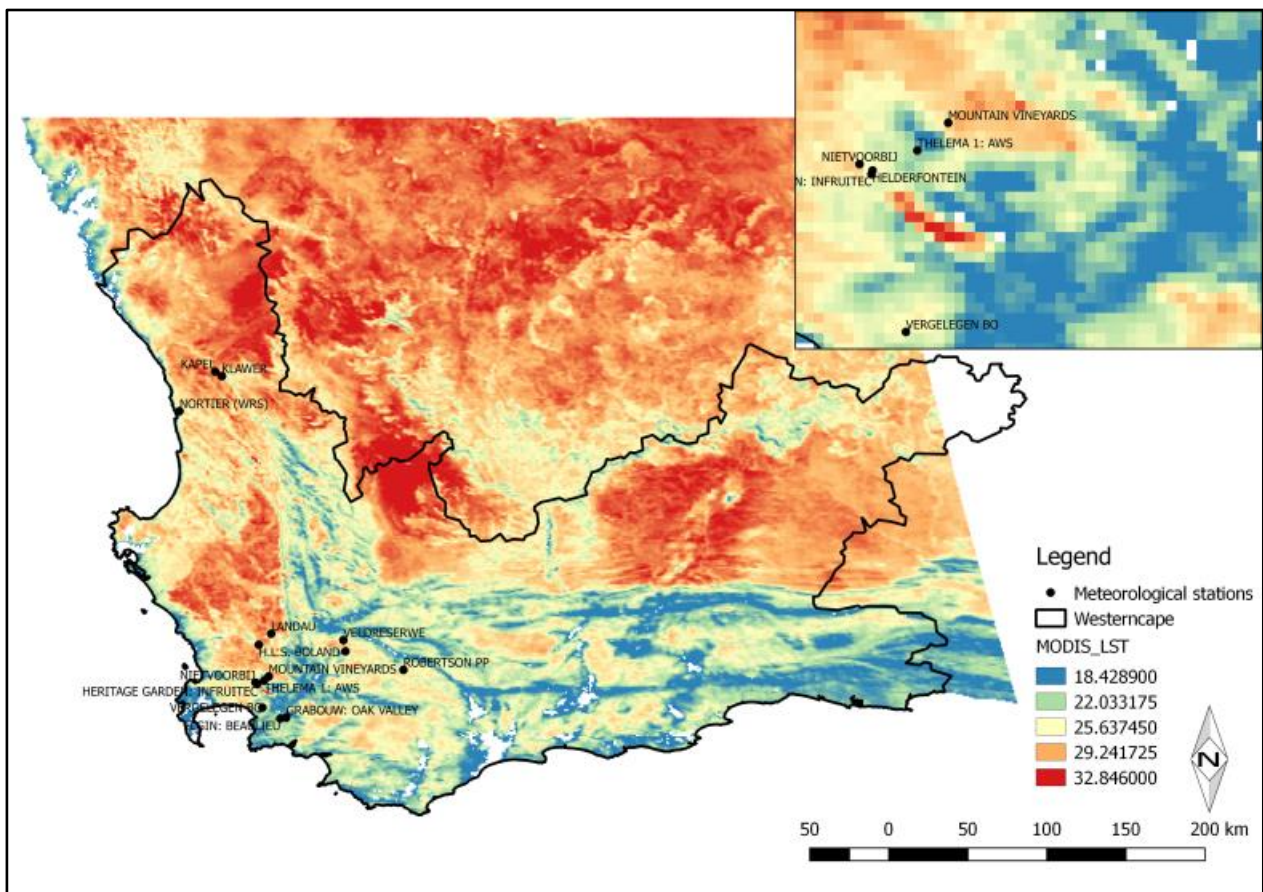 MOUNTAIN VINEYARDS
THELEMA 1: AWS
NIETVOORBIJ
HELDERFONTEIN
N: INFRUITEC
VERGELEGEN BO
KAPEL
KLAWER
NORTIER (WRS)
LANDAU
VELDRESERWE
H.L.S. BOLAND
ROBERTSON PP
MOUNTAIN VINEYARDS
NIETVOORBIJ
THELEMA 1: AWS
HERITAGE GARDEN: INFRUITEC
VERGELEGEN BO
GRABOUW: OAK VALLEY
ELGIN: BEAULIEU
Legend
Meteorological stations
Westerncape
MODIS_LST
18.428900
22.033175
25.637450
29.241725
32.846000
N
50 0 50 100 150 200 km